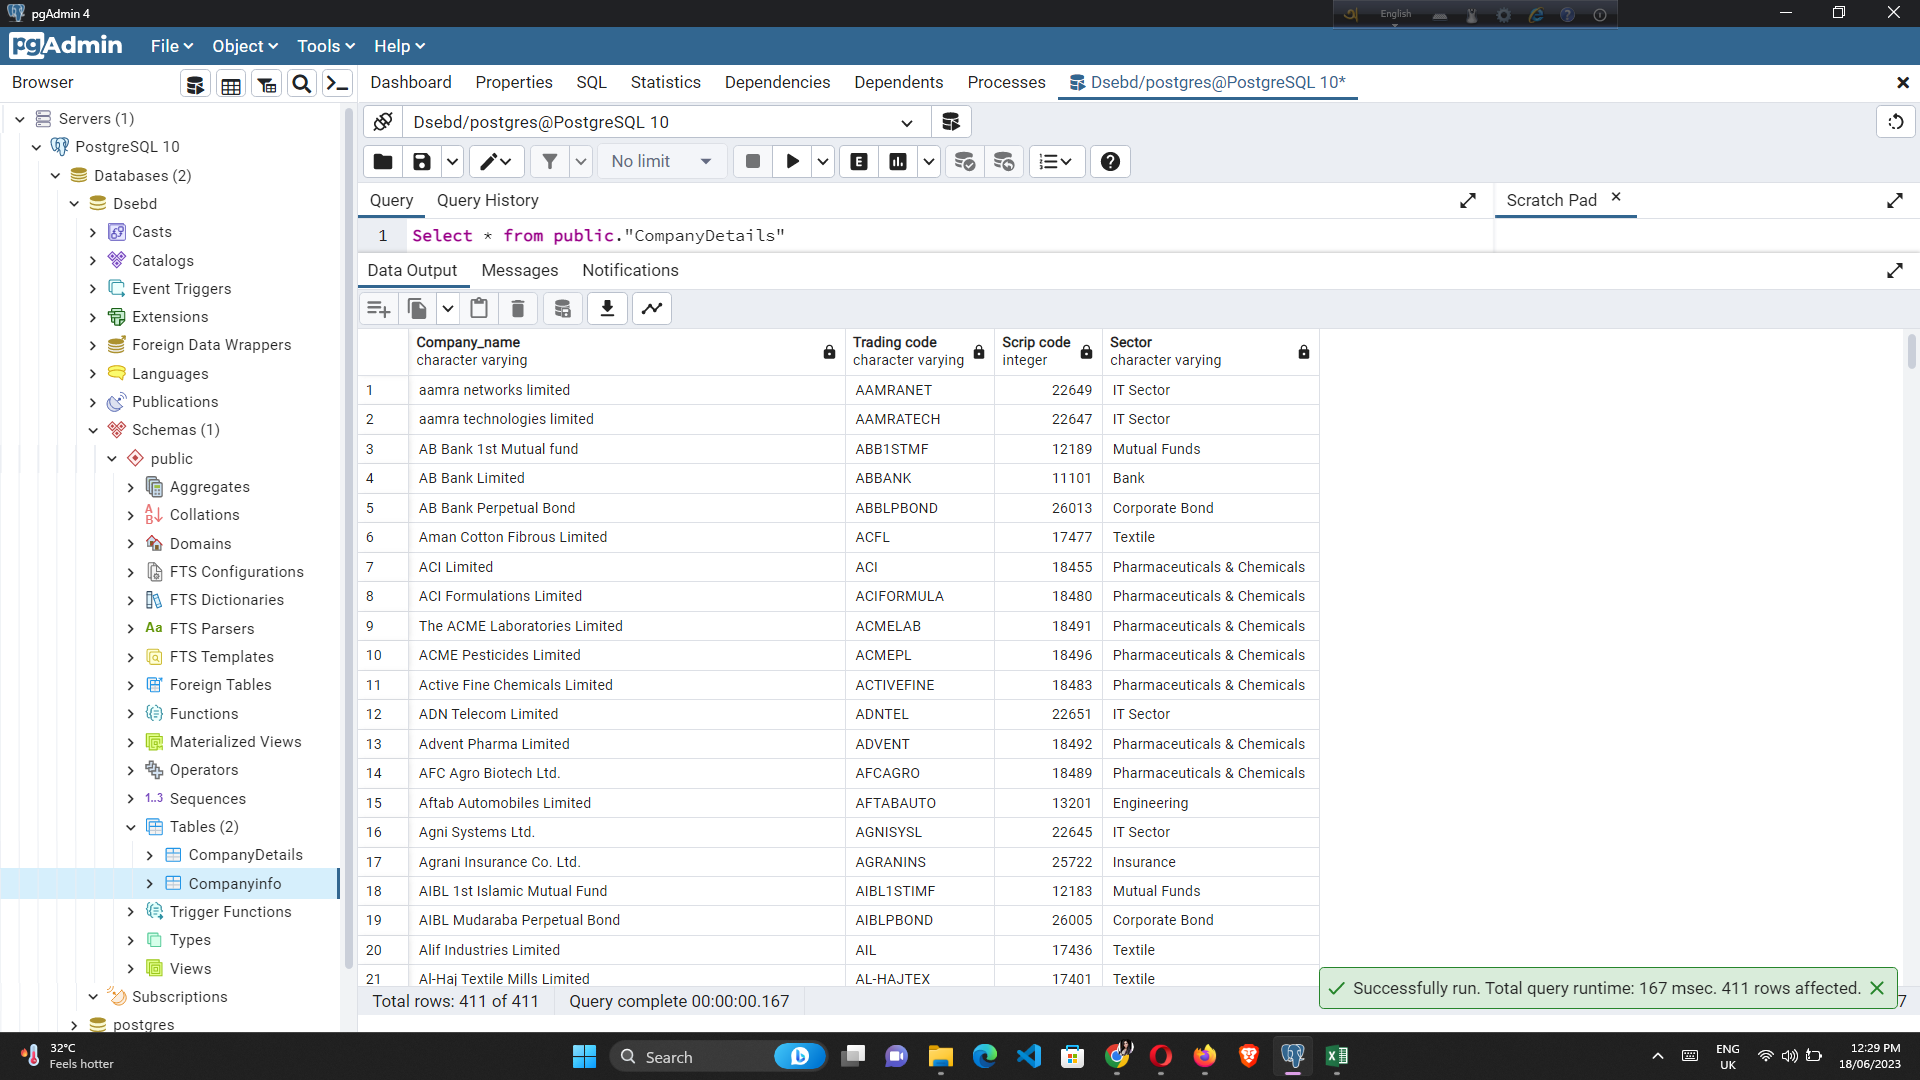 pgAdmin 4
English
pgAdmin File Object Tools Help
Browser
Dashboard Properties SQL Statistics Dependencies Dependents Processes Dsebd/postgres@PostgreSQL 10*
Servers (1)
PostgreSQL 10
Databases (2)
Dsebd
Casts
Catalogs
Event Triggers
Extensions
Foreign Data Wrappers
Languages
Publications
Schemas (1)
public
Aggregates
Collations
Domains
FTS Configurations
FTS Dictionaries
Aa FTS Parsers
FTS Templates
Foreign Tables
Functions
Materialized Views
Operators
1..3 Sequences
Tables (2)
CompanyDetails
Companyinfo
Trigger Functions
Types
Views
Subscriptions
postgres
Dsebd/postgres@PostgreSQL 10
No limit E
Query Query History Scratch Pad
1 Select * from public."CompanyDetails"
Data Output Messages Notifications
Company_name Trading code Scrip code Sector
character varying character varying integer character varying
1 aamra networks limited AAMRANET 22649 IT Sector
2 aamra technologies limited AAMRATECH 22647 IT Sector
3 AB Bank 1st Mutual fund ABB1STMF 12189 Mutual Funds
4 AB Bank Limited ABBANK 11101 Bank
5 AB Bank Perpetual Bond ABBLPBOND 26013 Corporate Bond
6 Aman Cotton Fibrous Limited ACFL 17477 Textile
7 ACI Limited ACI 18455 Pharmaceuticals & Chemicals
8 ACI Formulations Limited ACIFORMULA 18480 Pharmaceuticals & Chemicals
9 The ACME Laboratories Limited ACMELAB 18491 Pharmaceuticals & Chemicals
10 ACME Pesticides Limited ACMEPL 18496 Pharmaceuticals & Chemicals
11 Active Fine Chemicals Limited ACTIVEFINE 18483 Pharmaceuticals & Chemicals
12 ADN Telecom Limited ADNTEL 22651 IT Sector
13 Advent Pharma Limited ADVENT 18492 Pharmaceuticals & Chemicals
14 AFC Agro Biotech Ltd. AFCAGRO 18489 Pharmaceuticals & Chemicals
15 Aftab Automobiles Limited AFTABAUTO 13201 Engineering
16 Agni Systems Ltd. AGNISYSL 22645 IT Sector
17 Agrani Insurance Co. Ltd. AGRANINS 25722 Insurance
18 AIBL 1st Islamic Mutual Fund AIBL1STIMF 12183 Mutual Funds
19 AIBL Mudaraba Perpetual Bond AIBLPBOND 26005 Corporate Bond
20 Alif Industries Limited AIL 17436 Textile
21 Al-Haj Textile Mills Limited AL-HAJTEX 17401 Textile
Total rows: 411 of 411 Query complete 00:00:00.167
Successfully run. Total query runtime: 167 msec. 411 rows affected. 7
32°C
Feels hotter
Search
ENG
UK
12:29 PM
18/06/2023